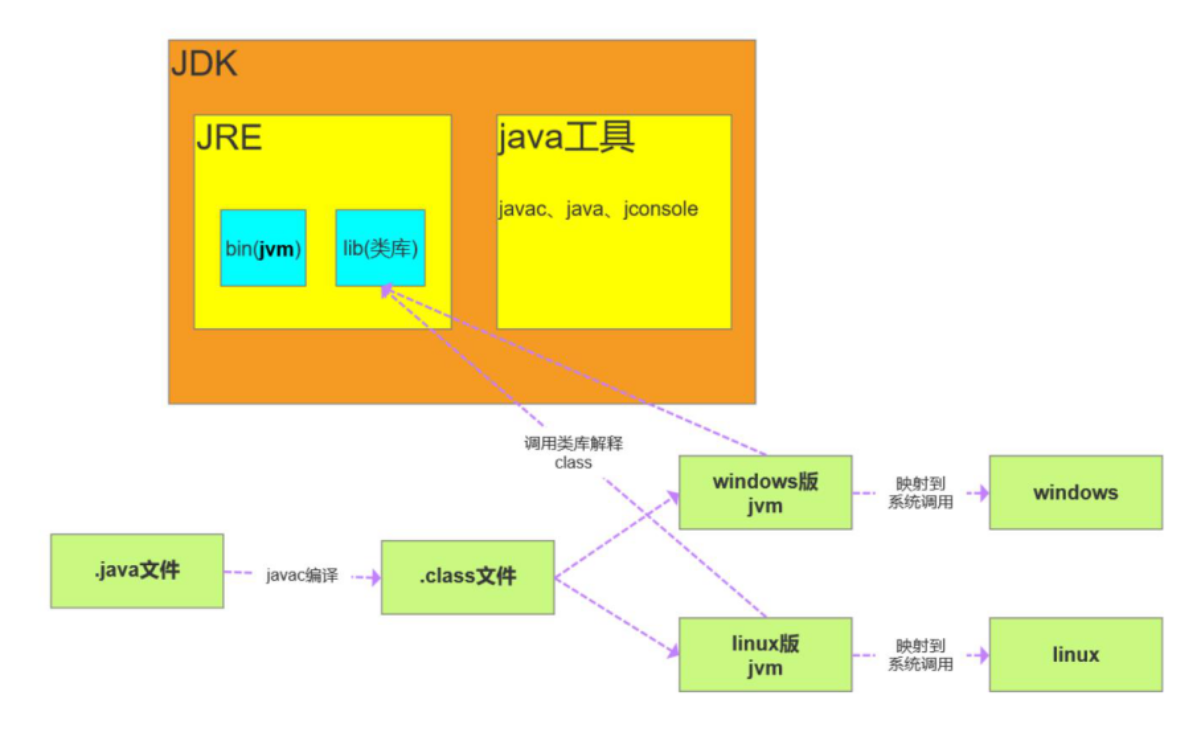 JDK
JRE
java工具
javac、java、jconsole
bin(jvm)
lib(类库)
调用类库解释
class
windows版
jvm
映射到
系统调用
windows
.java文件
javac编译
.class文件
linux版
jvm
映射到
系统调用
linux